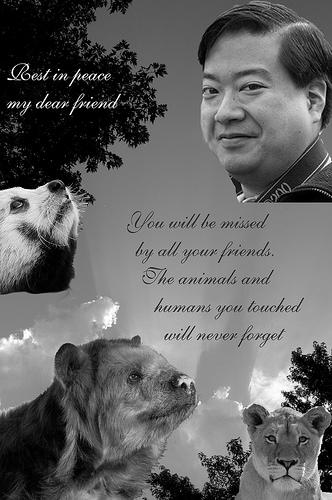 Rest in peace
my dear friend
200
You will be missed
by all your friends.
The animals and
humans you touched
will never forget